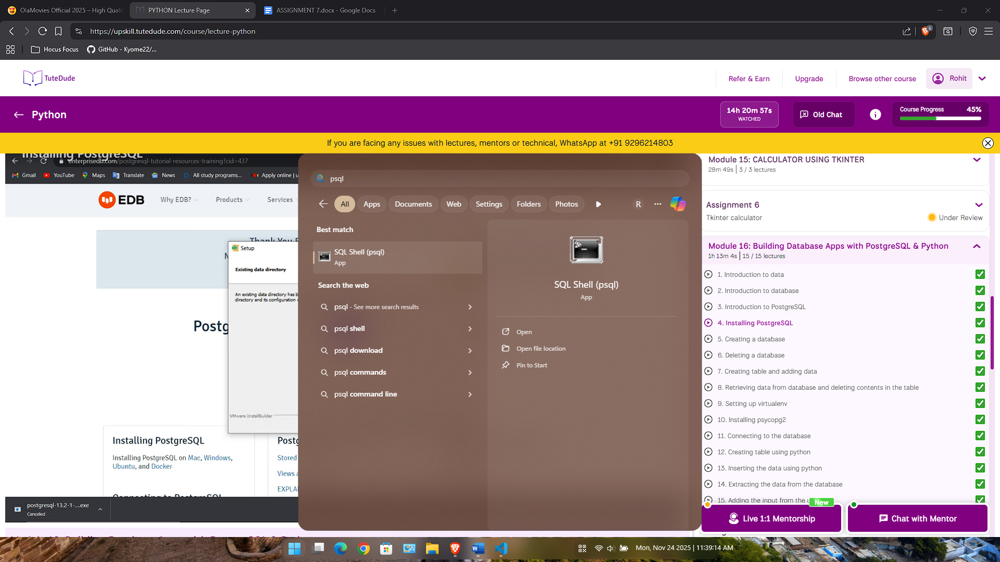 OlaMovies Official 2025 – High Quali
PYTHON Lecture Page
ASSIGNMENT 7.docx - Google Docs
https://upskill.tutedude.com/course/lecture-python
3
Hocus Focus
GitHub - Kyome22/...
TuteDude
Refer & Earn
Upgrade
Browse other course
Rohit
Python
14h 20m 57s
WATCHED
Old Chat
Course Progress
45%
If you are facing any issues with lectures, mentors or technical, WhatsApp at +91 9296214803
Installing PostgreSQL
enterprisedb.com/postgresql-tutorial-resources-training?cid=437
Gmail
YouTube
Maps
Translate
News
All study programs...
Apply online | u
EDB
Why EDB?
Products
Services
Thank You
Setup
Existing data directory
An existing data directory has b
directory and its configuration
Postg
VMware InstallBuilder
Installing PostgreSQL
Installing PostgreSQL on Mac, Windows,
Ubuntu, and Docker
Connecting to PostgreSQL
Postg
Stored
Views a
EXPLAI
postgresql-13.2-1-....exe
Canceled
psql
All
Apps
Documents
Web
Settings
Folders
Photos
R
Best match
SQL Shell (psql)
App
Search the web
psql - See more search results
psql shell
psql download
psql commands
psql command line
SQL Shell (psql)
App
Open
Open file location
Pin to Start
Module 15: CALCULATOR USING TKINTER
28m 49s | 3 / 3 lectures
Assignment 6
Tkinter calculator
Under Review
Module 16: Building Database Apps with PostgreSQL & Python
1h 13m 4s | 15 / 15 lectures
1. Introduction to data
2. Introduction to database
3. Introduction to PostgreSQL
4. Installing PostgreSQL
5. Creating a database
6. Deleting a database
7. Creating table and adding data
8. Retrieving data from database and deleting contents in the table
9. Setting up virtualenv
10. Installing psycopg2
11. Connecting to the database
12. Creating table using python
13. Inserting the data using python
14. Extracting the data from the database
15. Adding the input from the u
New
Live 1:1 Mentorship
Chat with Mentor
Mon, Nov 24 2025 | 11:39:14 AM